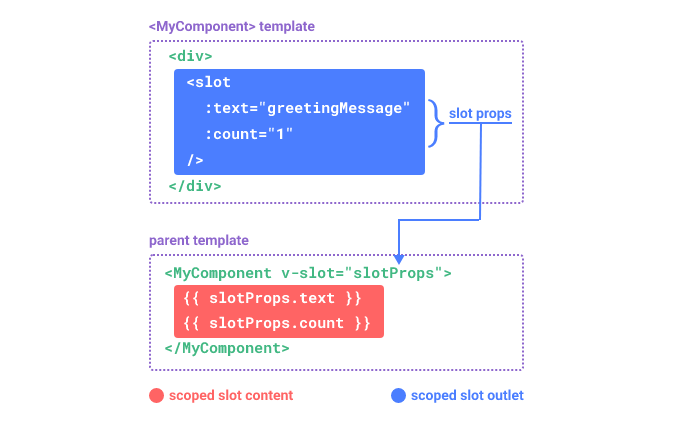 <MyComponent> template
<div>
<slot
:text="greetingMessage"
:count="1"
/>
slot props
</div>
parent template
<MyComponent v-slot="slotProps">
{{ slotProps.text }}
{{ slotProps.count }}
</MyComponent>
scoped slot content
scoped slot outlet